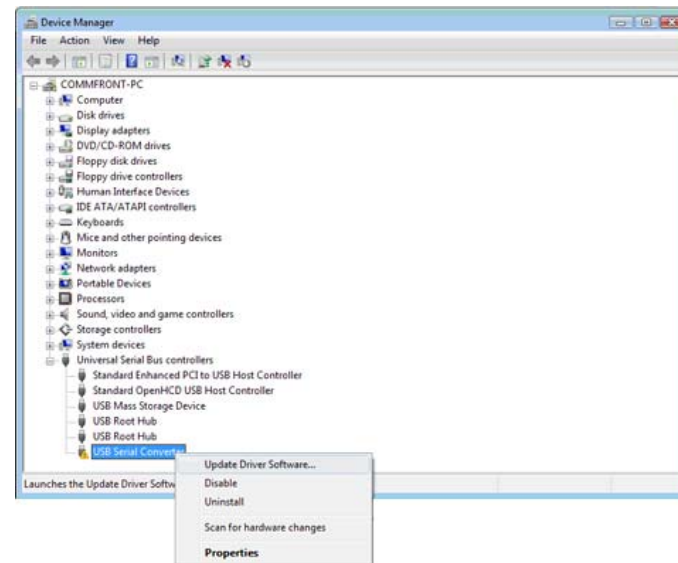 Device Manager
File Action View Help
COMMFRONT-PC
Computer
Disk drives
Display adapters
DVD/CD-ROM drives
Floppy disk drives
Floppy drive controllers
Human Interface Devices
IDE ATA/ATAPI controllers
Keyboards
Mice and other pointing devices
Monitors
Network adapters
Portable Devices
Processors
Sound, video and game controllers
Storage controllers
System devices
Universal Serial Bus controllers
Standard Enhanced PCI to USB Host Controller
Standard OpenHCD USB Host Controller
USB Mass Storage Device
USB Root Hub
USB Root Hub
USB Serial Converter
Update Driver Software...
Launches the Update Driver Softw
Disable
Uninstall
Scan for hardware changes
Properties